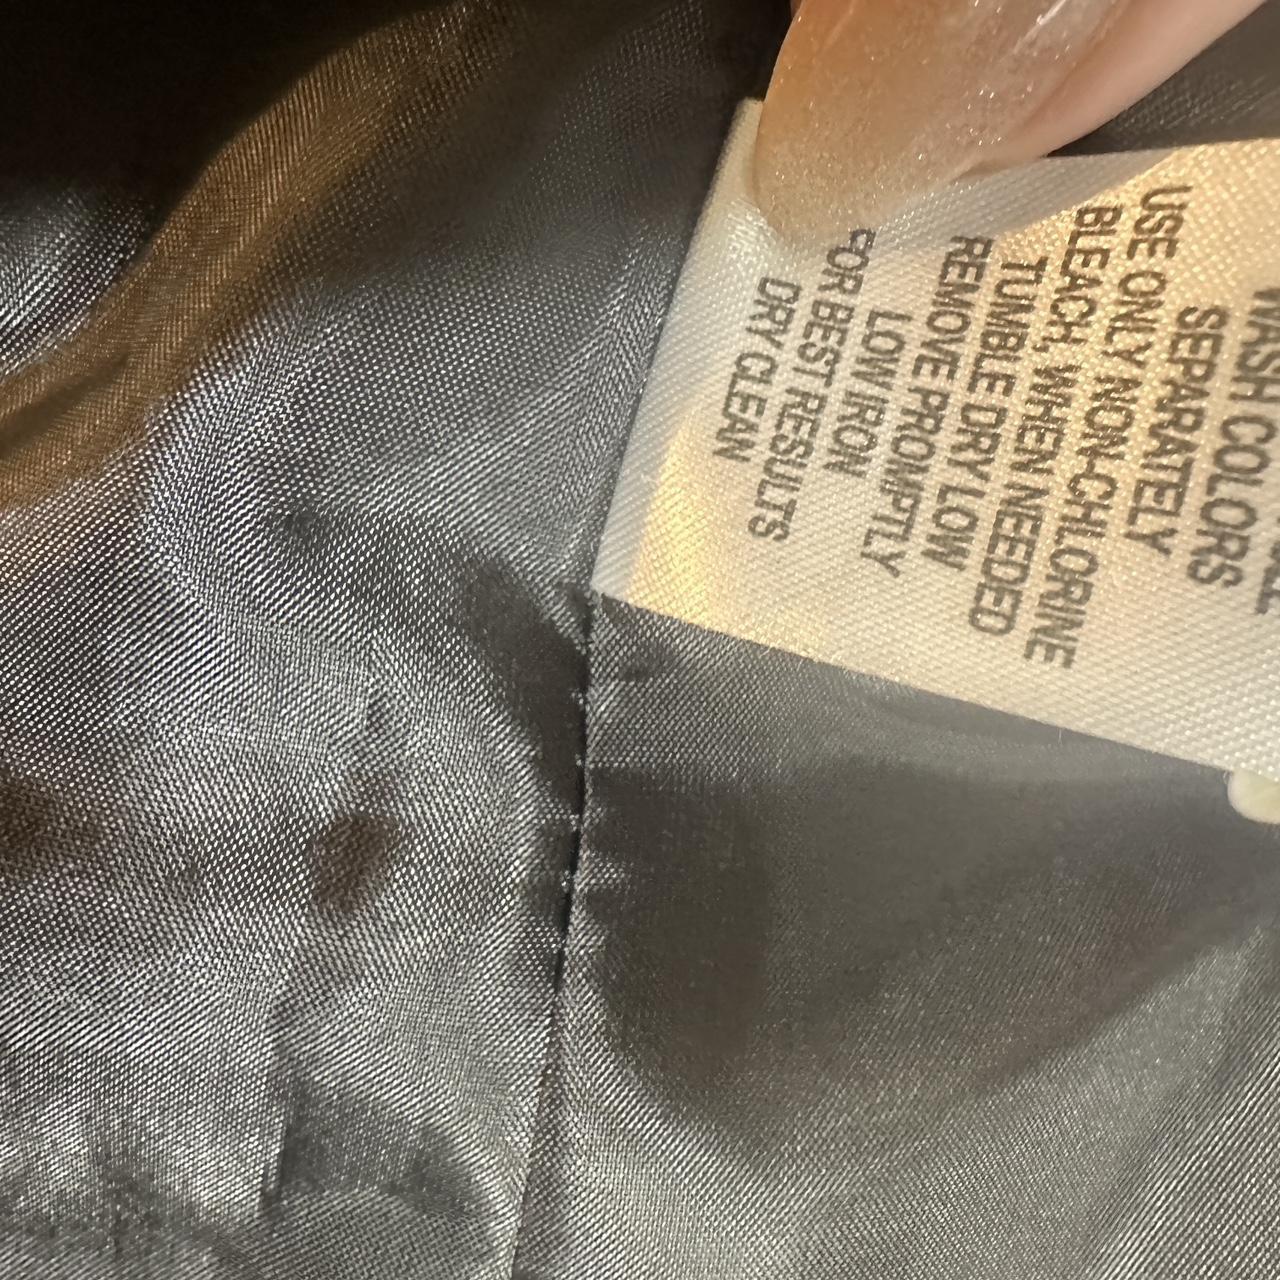 WASH COLORS
SEPARATELY
USE ONLY NON-CHLORINE
BLEACH, WHEN NEEDED
TUMBLE DRY LOW
REMOVE PROMPTLY
LOW IRON
FOR BEST RESULTS
DRY CLEAN